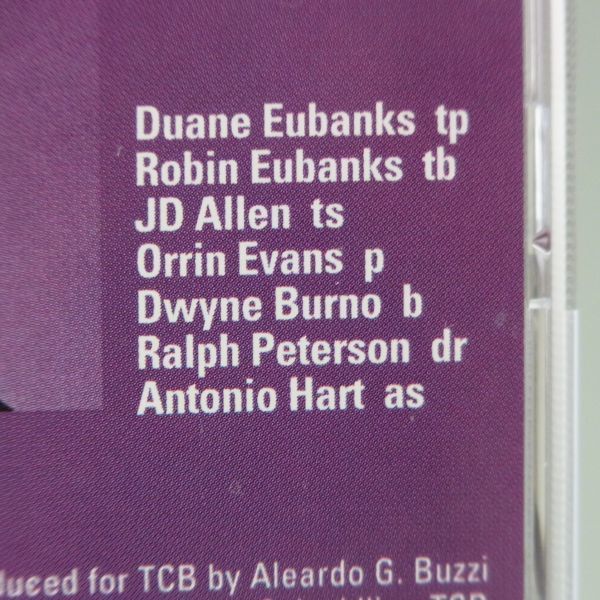 Duane Eubanks tp
Robin Eubanks tb
JD Allen ts
Orrin Evans p
Dwyne Burno b
Ralph Peterson dr
Antonio Hart as
for TCB by Aleardo G. Buzzi
TCB